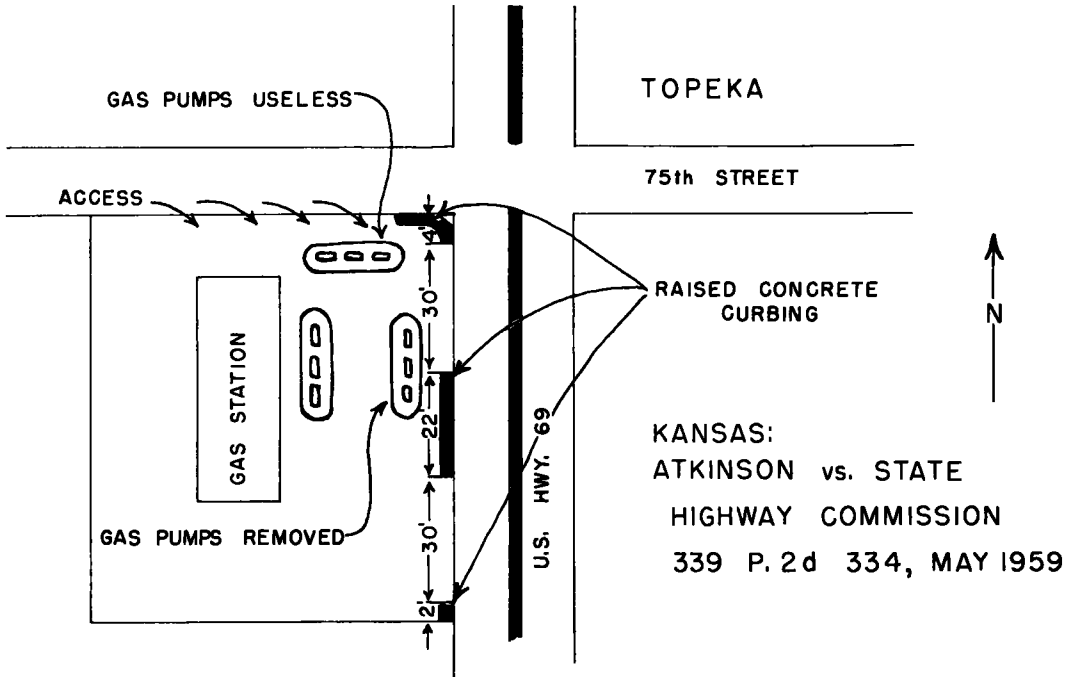 GAS PUMPS USELESS
TOPEKA
75th STREET
ACCESS
4'
30'
RAISED CONCRETE
CURBING
N
GAS STATION
22'
U.S. HWY. 69
KANSAS:
ATKINSON vs. STATE
HIGHWAY COMMISSION
339 P. 2d 334, MAY 1959
GAS PUMPS REMOVED
30'
2'